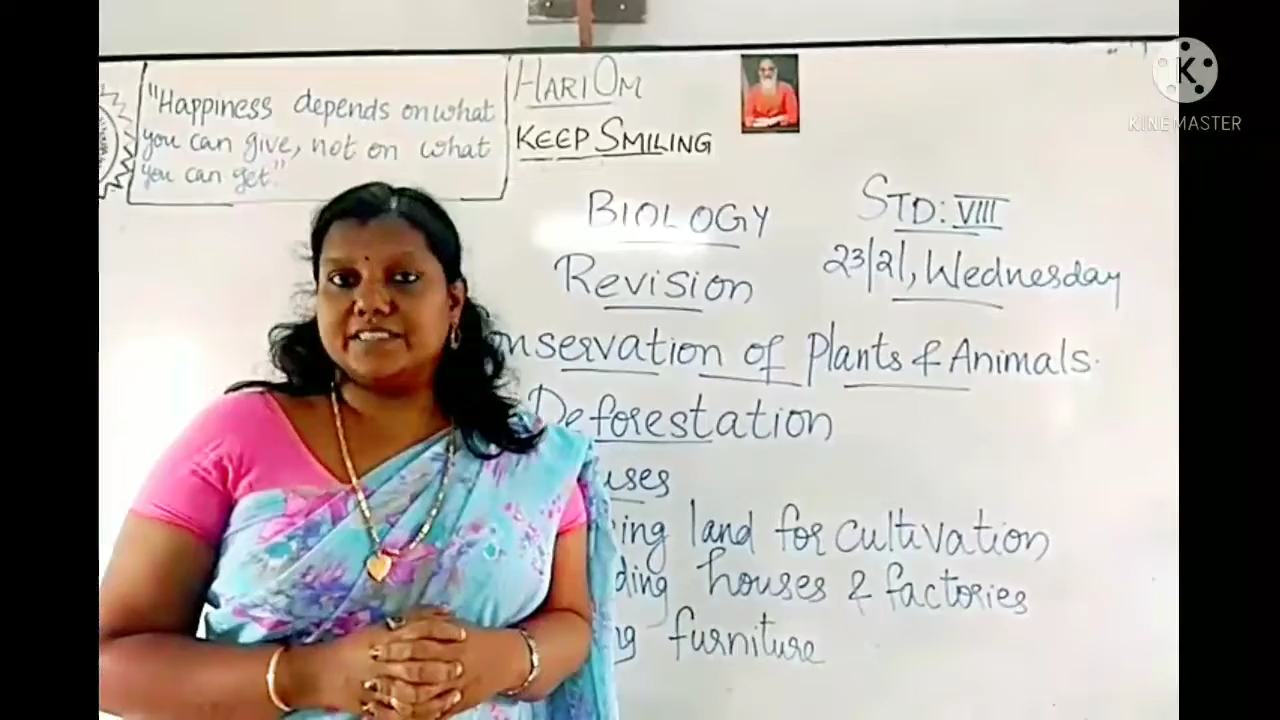 "Happiness depends on what
you can give, not on what
you can get."
HARI OM
KEEP SMILING
BIOLOGY
STD: VIII
Revision
23/2/, Wednesday
nservation of Plants & Animals.
Deforestation
uses
ing land for cultivation
ding houses & factories
ng furniture
K
KINEMASTER